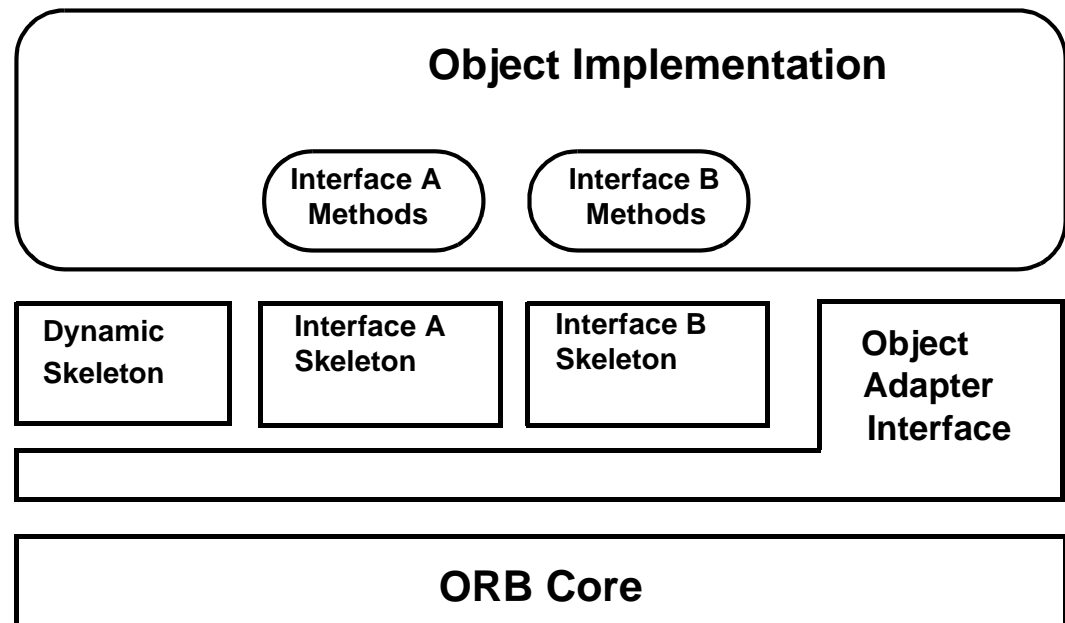 Object Implementation
Interface A
Methods
Interface B
Methods
Dynamic
Skeleton
Interface A
Skeleton
Interface B
Skeleton
Object
Adapter
Interface
ORB Core